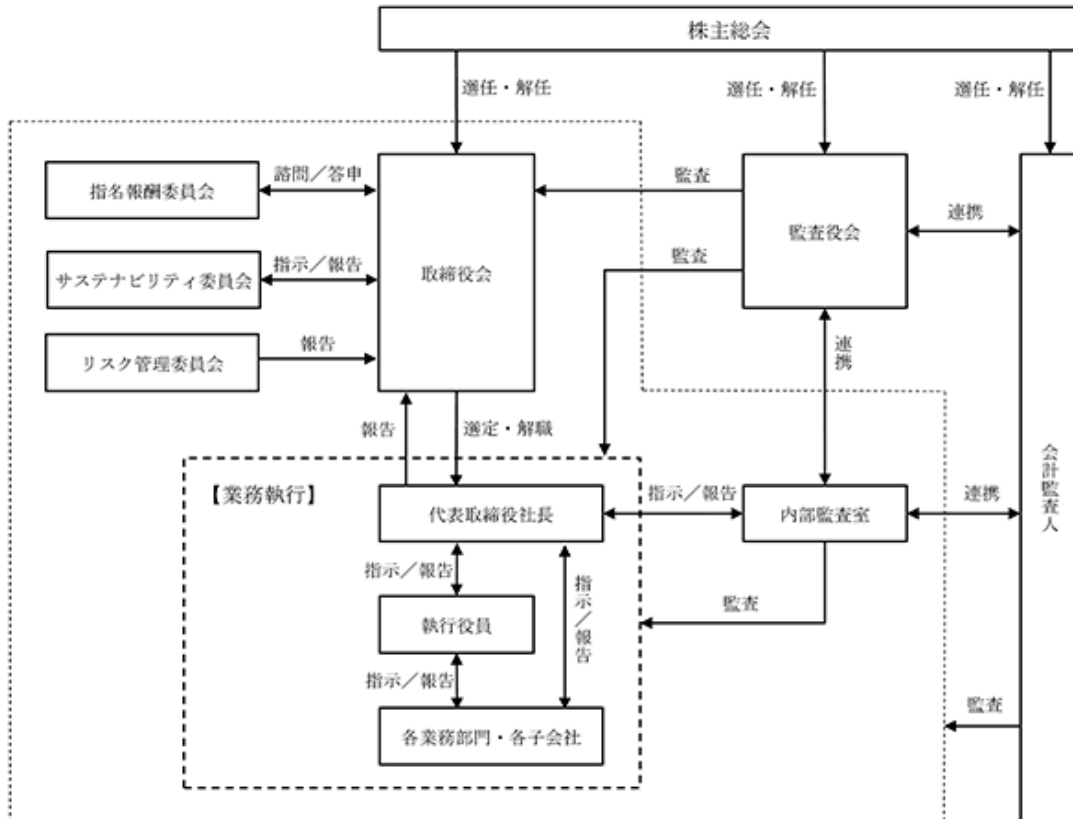 株主総会
選任・解任
選任・解任
選任・解任
指名報酬委員会
諮問／答申
取締役会
監査
監査役会
連携
サステナビリティ委員会
指示／報告
監査
リスク管理委員会
報告
連携
報告
選定・解職
会計監査人
【業務執行】
代表取締役社長
指示／報告
内部監査室
連携
指示／報告
指示／報告
執行役員
監査
指示／報告
監査
各業務部門・各子会社